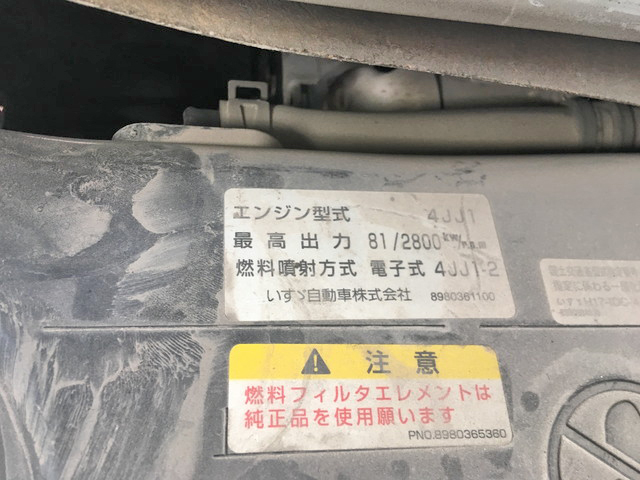 エンジン型式 4JJ1
最高出力 81/2800 kW/
燃料噴射方式 電子式 4JJ1-2
いすゞ自動車株式会社 8980361100
注意
燃料フィルタエレメントは
純正品を使用願います
PNO.8980365360